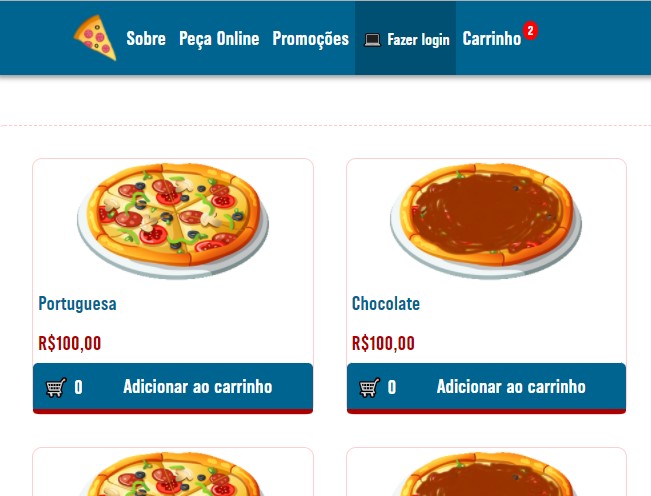 Sobre Peça Online Promoções Fazer login Carrinho 2
Portuguesa Chocolate
R$100,00 R$100,00
0 Adicionar ao carrinho 0 Adicionar ao carrinho